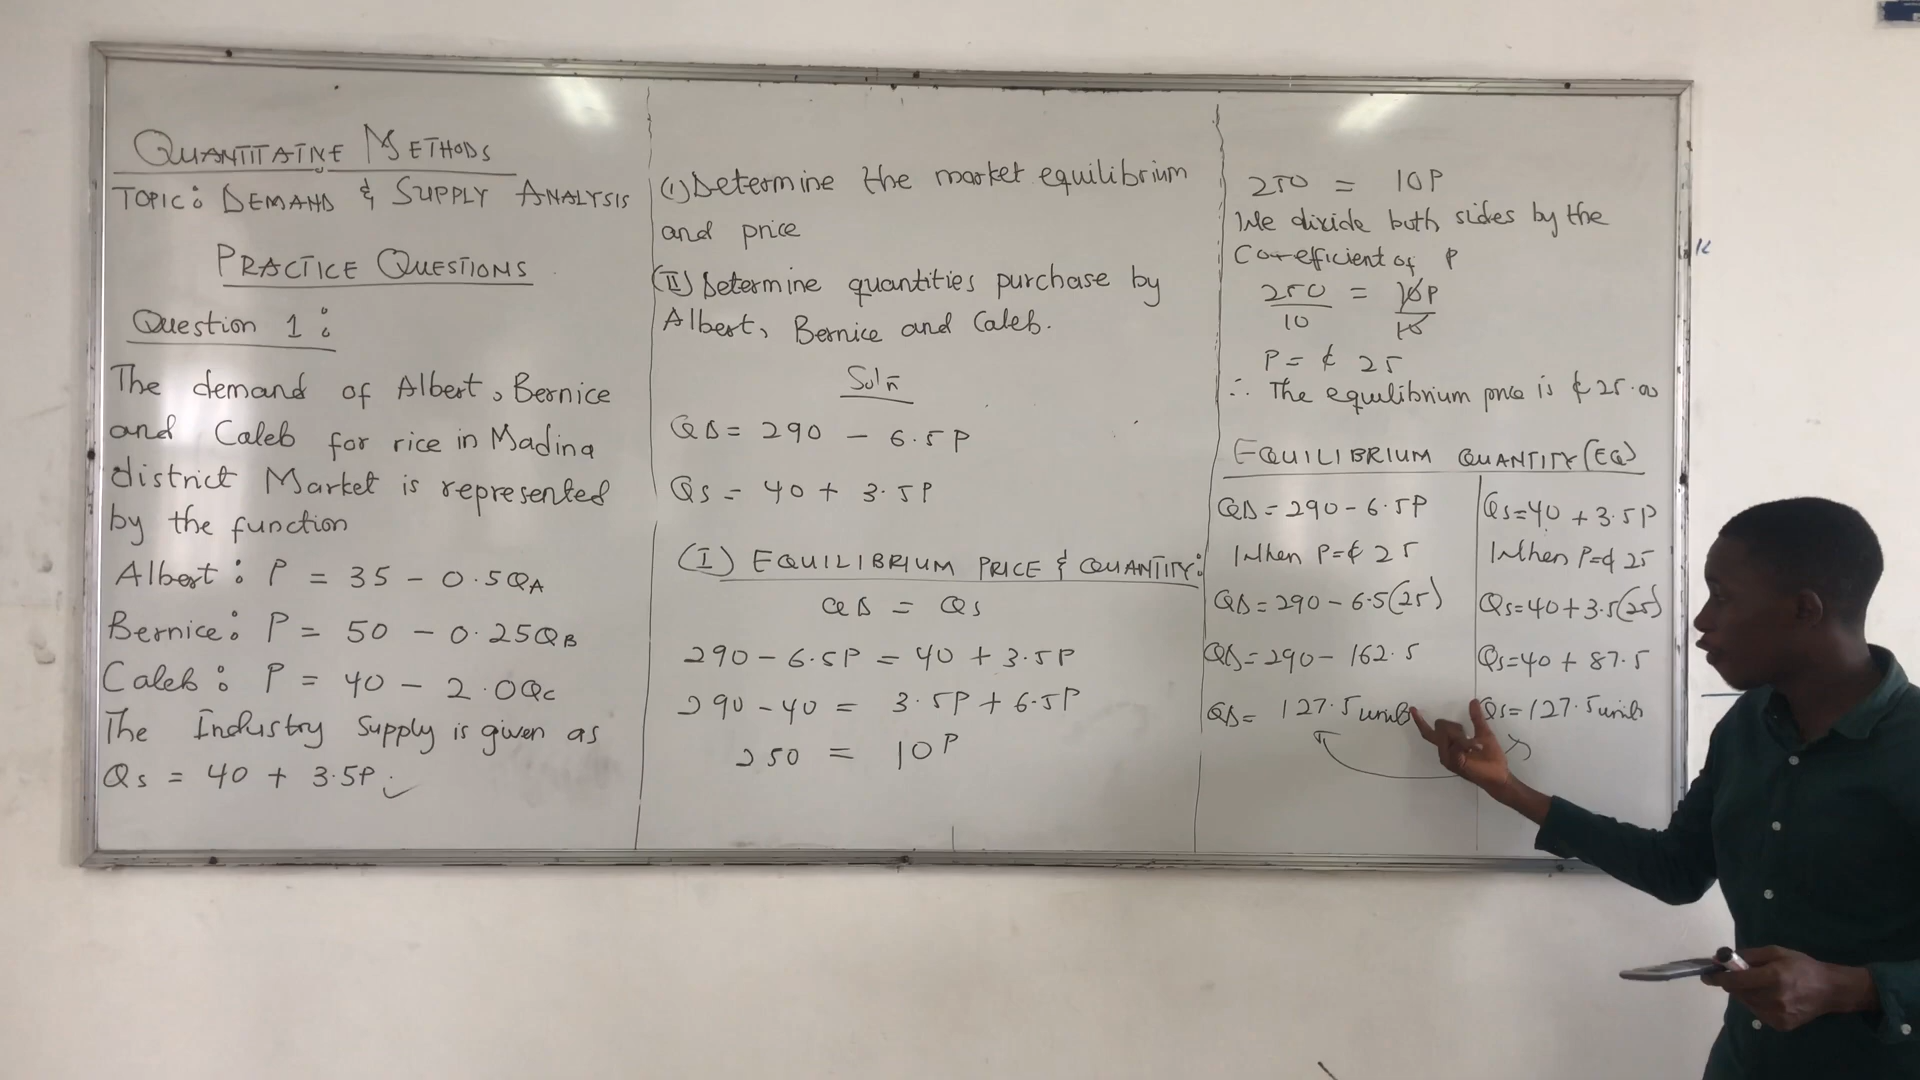 QUANTITATIVE METHODS
TOPIC: DEMAND & SUPPLY ANALYSIS
PRACTICE QUESTIONS
Question 1:
The demand of Albert, Bernice
and Caleb for rice in Madina
district Market is represented
by the function
Albert: P = 35 - 0.5QA
Bernice: P = 50 - 0.25QB
Caleb: P = 40 - 2.0Qc
The Industry Supply is given as
Qs = 40 + 3.5P;
(I) Determine the market equilibrium
and price
(II) Determine quantities purchase by
Albert, Bernice and Caleb.
Soln
QD = 290 - 6.5P
Qs = 40 + 3.5P
(I) EQUILIBRIUM PRICE & QUANTITY:
QD = Qs
290 - 6.5P = 40 + 3.5P
290 - 40 = 3.5P + 6.5P
250 = 10P
250 = 10P
We divide both sides by the
Co-efficient of P
250 = 10P
10 10
P = ₵ 25
∴ The equilibrium price is ₵ 25.00
EQUILIBRIUM QUANTITY (EQ)
QD = 290 - 6.5P
When P = ₵ 25
QD = 290 - 6.5(25)
QD = 290 - 162.5
QD = 127.5 units
Qs = 40 + 3.5P
When P = ₵ 25
Qs = 40 + 3.5(25)
Qs = 40 + 87.5
Qs = 127.5 units